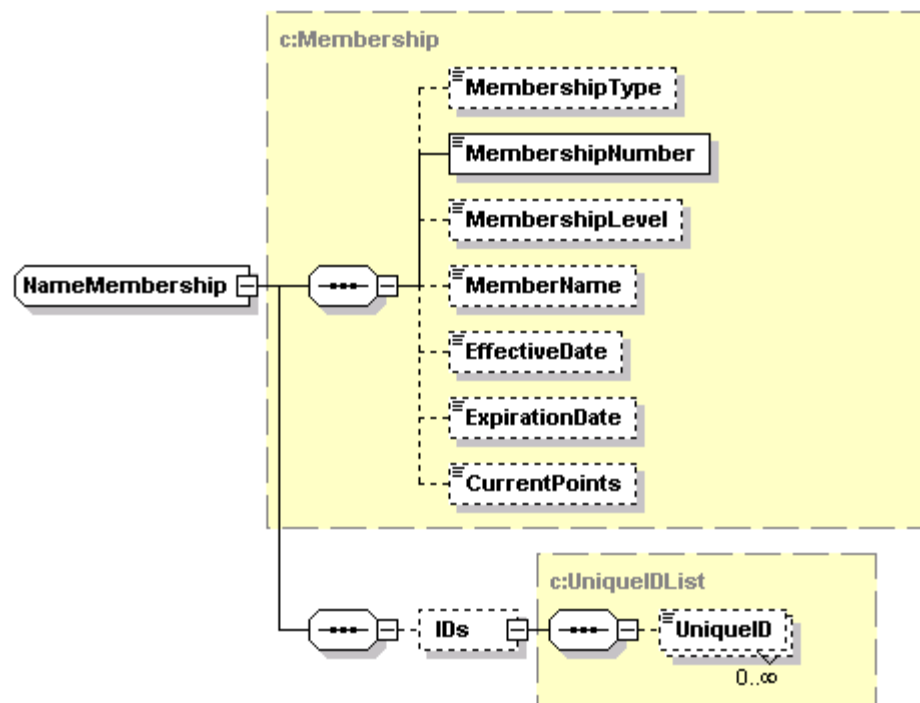 c:Membership
MembershipType
MembershipNumber
MembershipLevel
NameMembership
MemberName
EffectiveDate
ExpirationDate
CurrentPoints
c:UniqueIDList
IDs
UniqueID
0..∞